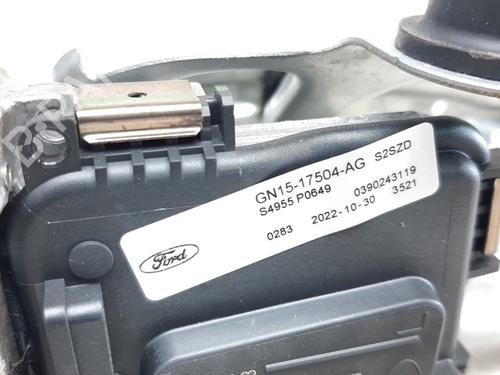 GN15-17504-AG S2SZD
S4955 P0649 0390243119
0283 2022-10-30 3521
Ford